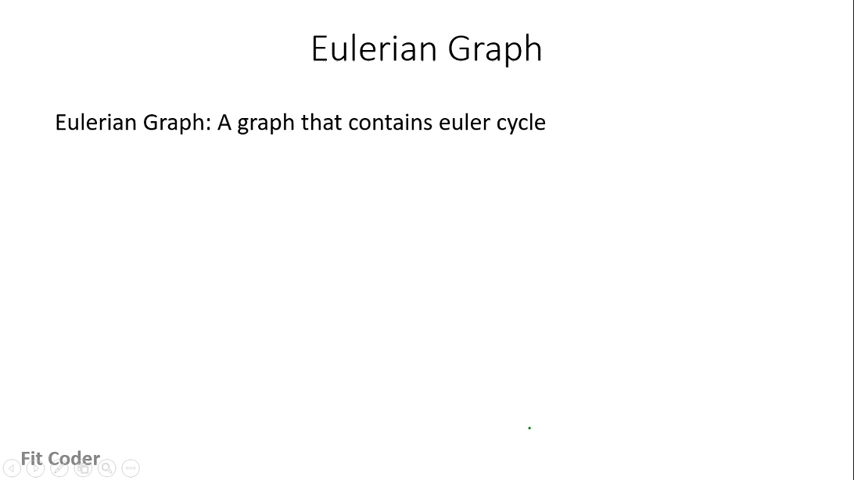 Eulerian Graph
Eulerian Graph: A graph that contains euler cycle
Fit Coder